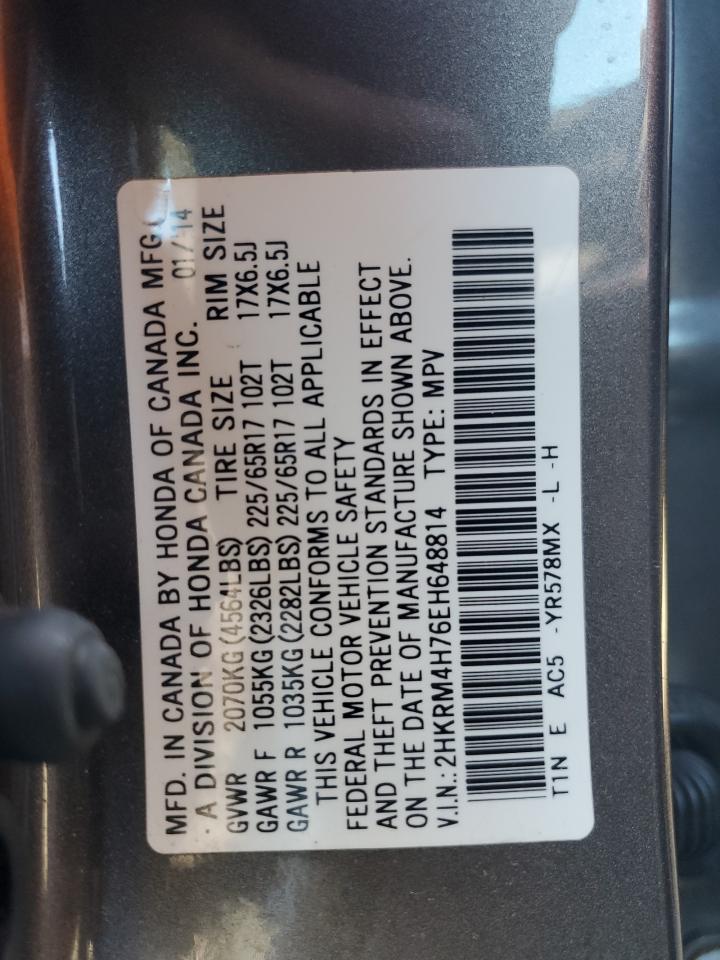 MFD. IN CANADA BY HONDA OF CANADA MFG.
· A DIVISION OF HONDA CANADA INC. 01/'14
GVWR 2070KG(4564LBS) TIRE SIZE RIM SIZE
GAWR F 1055KG(2326LBS) 225/65R17 102T 17X6.5J
GAWR R 1035KG(2282LBS) 225/65R17 102T 17X6.5J
THIS VEHICLE CONFORMS TO ALL APPLICABLE
FEDERAL MOTOR VEHICLE SAFETY
AND THEFT PREVENTION STANDARDS IN EFFECT
ON THE DATE OF MANUFACTURE SHOWN ABOVE.
V.I.N.: 2HKRM4H76EH648814 TYPE: MPV
T1N E AC5 -YR578MX -L -H